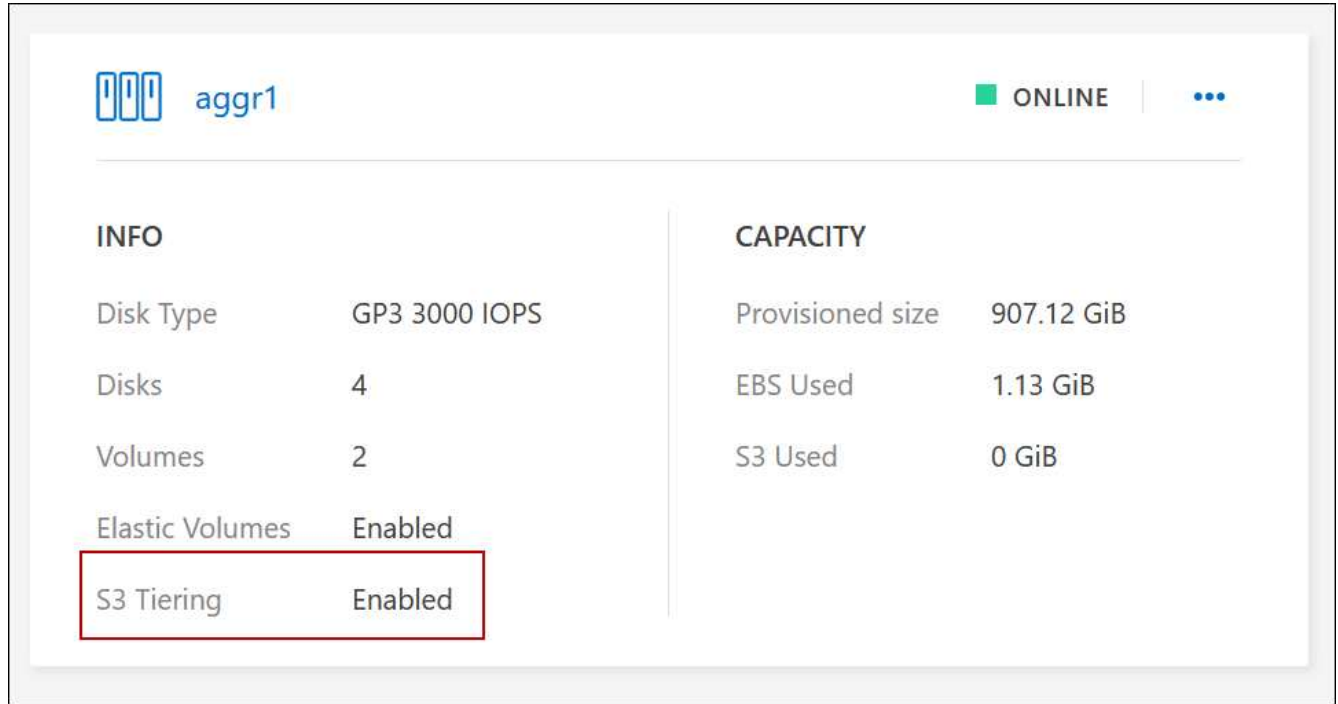 aggr1
ONLINE
INFO
Disk Type GP3 3000 IOPS
Disks 4
Volumes 2
Elastic Volumes Enabled
S3 Tiering Enabled
CAPACITY
Provisioned size 907.12 GiB
EBS Used 1.13 GiB
S3 Used 0 GiB